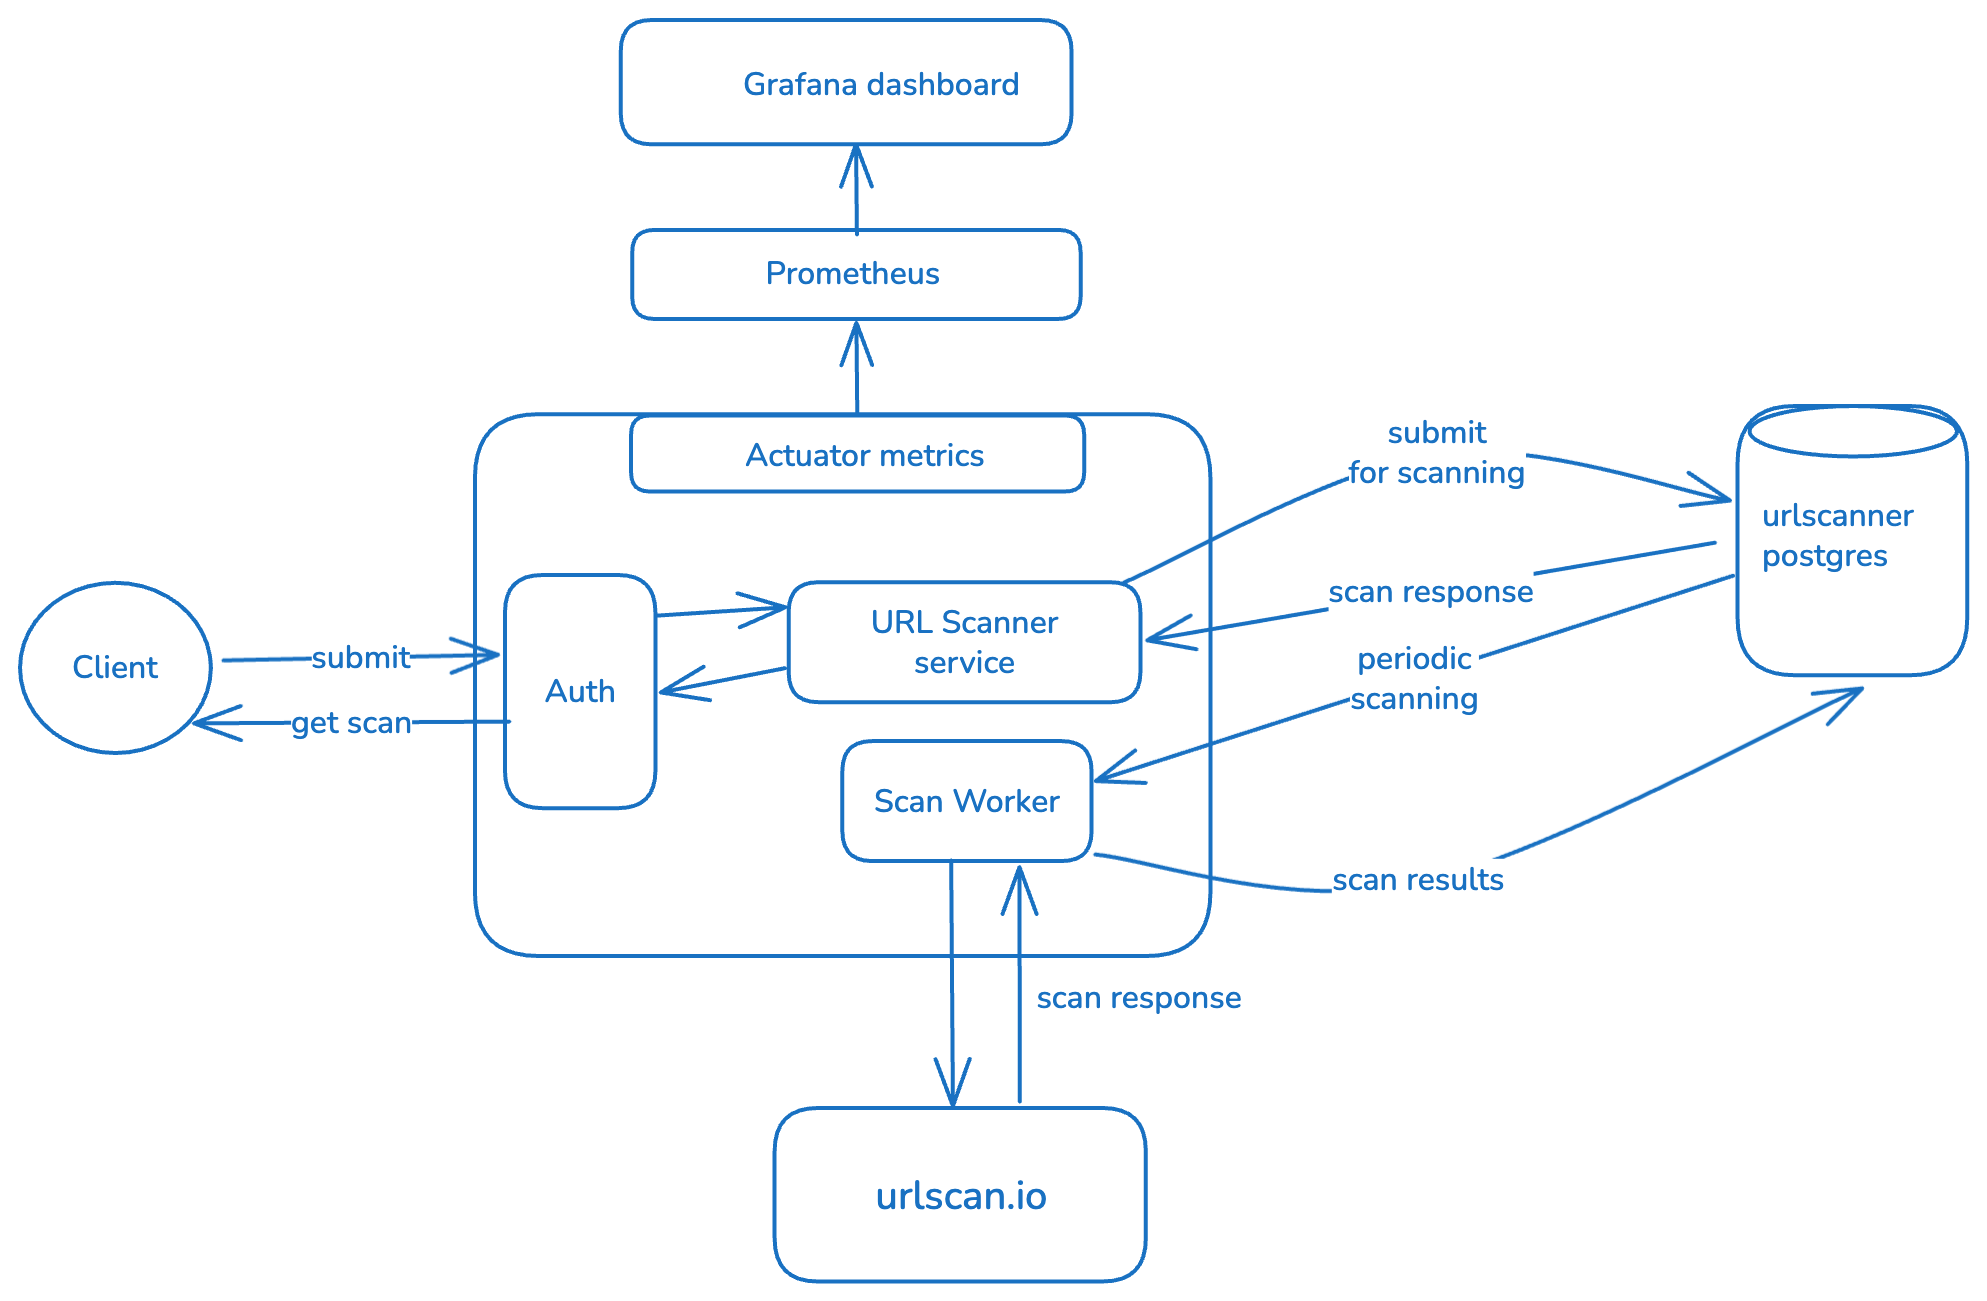 Grafana dashboard
Prometheus
Actuator metrics
submit
for scanning
urlscanner
postgres
scan response
URL Scanner
service
Client
submit
Auth
get scan
periodic
scanning
Scan Worker
scan results
scan response
urlscan.io